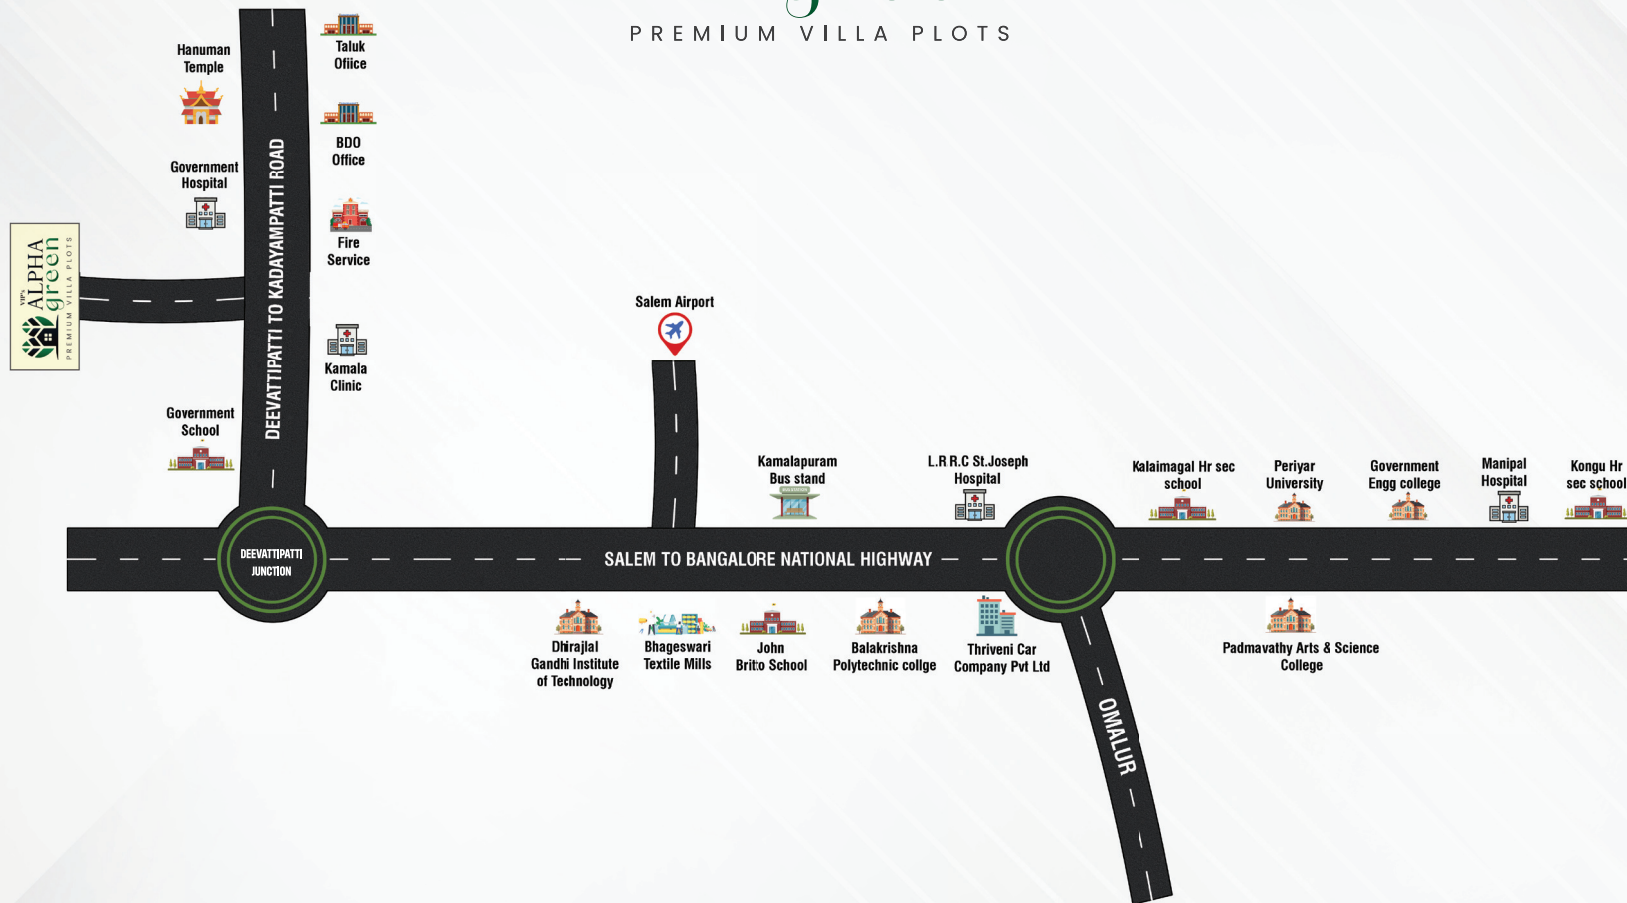 PREMIUM VILLA PLOTS
Hanuman
Temple
Taluk
Ofiice
BDO
Office
Government
Hospital
Fire
Service
VIP's
ALPHA
green
PREMIUM VILLA PLOTS
DEEVATTIPATTI TO KADAYAMPATTI ROAD
Kamala
Clinic
Government
School
Salem Airport
Kamalapuram
Bus stand
L.R R.C St.Joseph
Hospital
Kalaimagal Hr sec
school
Periyar
University
Government
Engg college
Manipal
Hospital
Kongu Hr
sec school
DEEVATTIPATTI
JUNCTION
SALEM TO BANGALORE NATIONAL HIGHWAY
Dhirajlal
Gandhi Institute
of Technology
Bhageswari
Textile Mills
John
Britto School
Balakrishna
Polytechnic collge
Thriveni Car
Company Pvt Ltd
Padmavathy Arts & Science
College
OMALUR